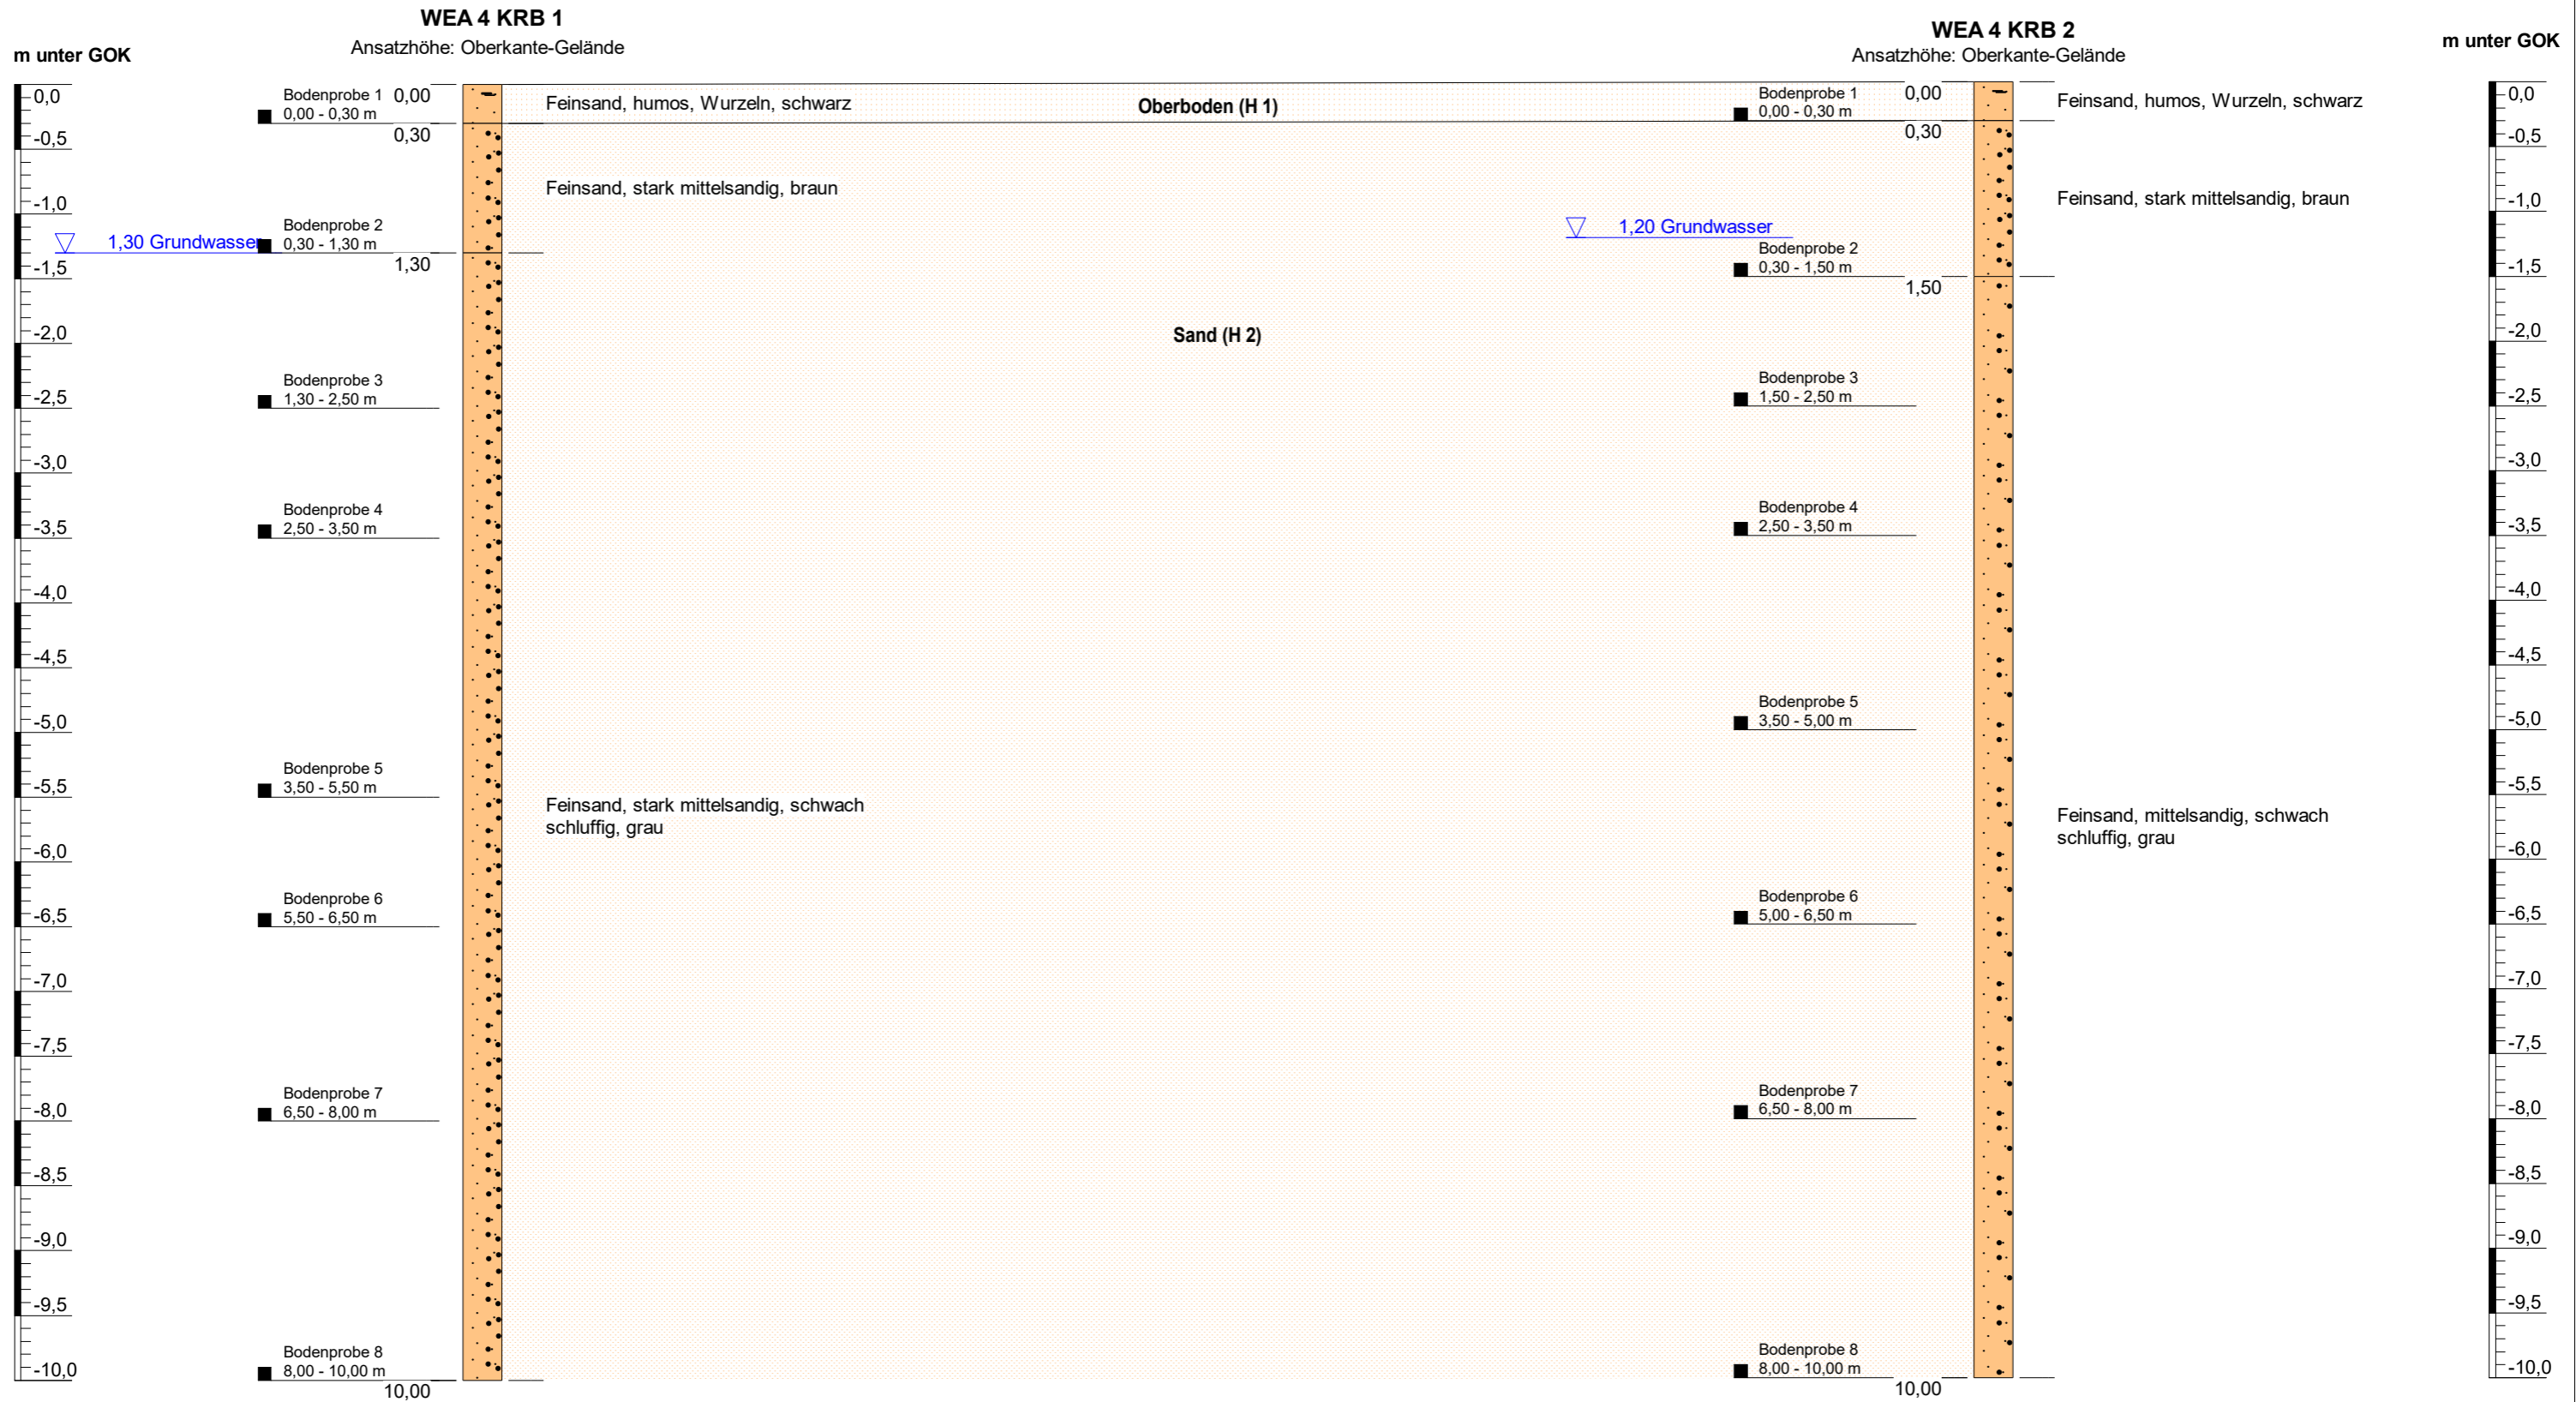 WEA 4 KRB 1
Ansatzhöhe: Oberkante-Gelände
m unter GOK
0,0
-0,5
-1,0
-1,5
-2,0
-2,5
-3,0
-3,5
-4,0
-4,5
-5,0
-5,5
-6,0
-6,5
-7,0
-7,5
-8,0
-8,5
-9,0
-9,5
-10,0
1,30 Grundwasser
Bodenprobe 1
0,00 - 0,30 m
Bodenprobe 2
0,30 - 1,30 m
Bodenprobe 3
1,30 - 2,50 m
Bodenprobe 4
2,50 - 3,50 m
Bodenprobe 5
3,50 - 5,50 m
Bodenprobe 6
5,50 - 6,50 m
Bodenprobe 7
6,50 - 8,00 m
Bodenprobe 8
8,00 - 10,00 m
0,00
0,30
1,30
10,00
Feinsand, humos, Wurzeln, schwarz
Feinsand, stark mittelsandig, braun
Feinsand, stark mittelsandig, schwach
schluffig, grau
Oberboden (H 1)
Sand (H 2)
WEA 4 KRB 2
Ansatzhöhe: Oberkante-Gelände
1,20 Grundwasser
Bodenprobe 1
0,00 - 0,30 m
Bodenprobe 2
0,30 - 1,50 m
Bodenprobe 3
1,50 - 2,50 m
Bodenprobe 4
2,50 - 3,50 m
Bodenprobe 5
3,50 - 5,00 m
Bodenprobe 6
5,00 - 6,50 m
Bodenprobe 7
6,50 - 8,00 m
Bodenprobe 8
8,00 - 10,00 m
0,00
0,30
1,50
10,00
Feinsand, humos, Wurzeln, schwarz
Feinsand, stark mittelsandig, braun
Feinsand, mittelsandig, schwach
schluffig, grau
m unter GOK
0,0
-0,5
-1,0
-1,5
-2,0
-2,5
-3,0
-3,5
-4,0
-4,5
-5,0
-5,5
-6,0
-6,5
-7,0
-7,5
-8,0
-8,5
-9,0
-9,5
-10,0